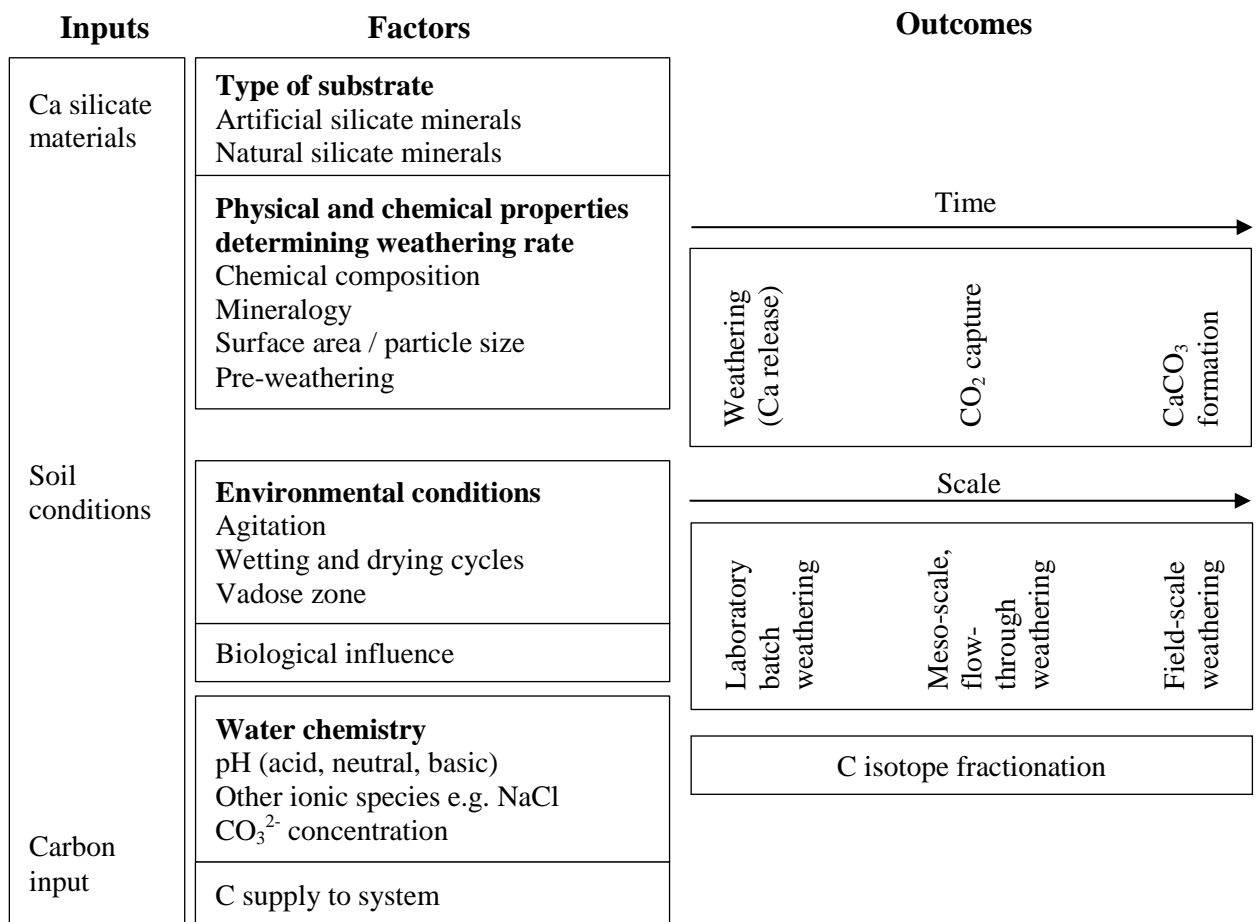 Inputs
Factors
Outcomes
Ca silicate
materials
Soil
conditions
Carbon
input
Type of substrate
Artificial silicate minerals
Natural silicate minerals
Physical and chemical properties
determining weathering rate
Chemical composition
Mineralogy
Surface area / particle size
Pre-weathering
Environmental conditions
Agitation
Wetting and drying cycles
Vadose zone
Biological influence
Water chemistry
pH (acid, neutral, basic)
Other ionic species e.g. NaCl
CO₃²⁻ concentration
C supply to system
Time
Weathering
(Ca release)
CO₂ capture
CaCO₃
formation
Scale
Laboratory
batch
weathering
Meso-scale,
flow-
through
weathering
Field-scale
weathering
C isotope fractionation